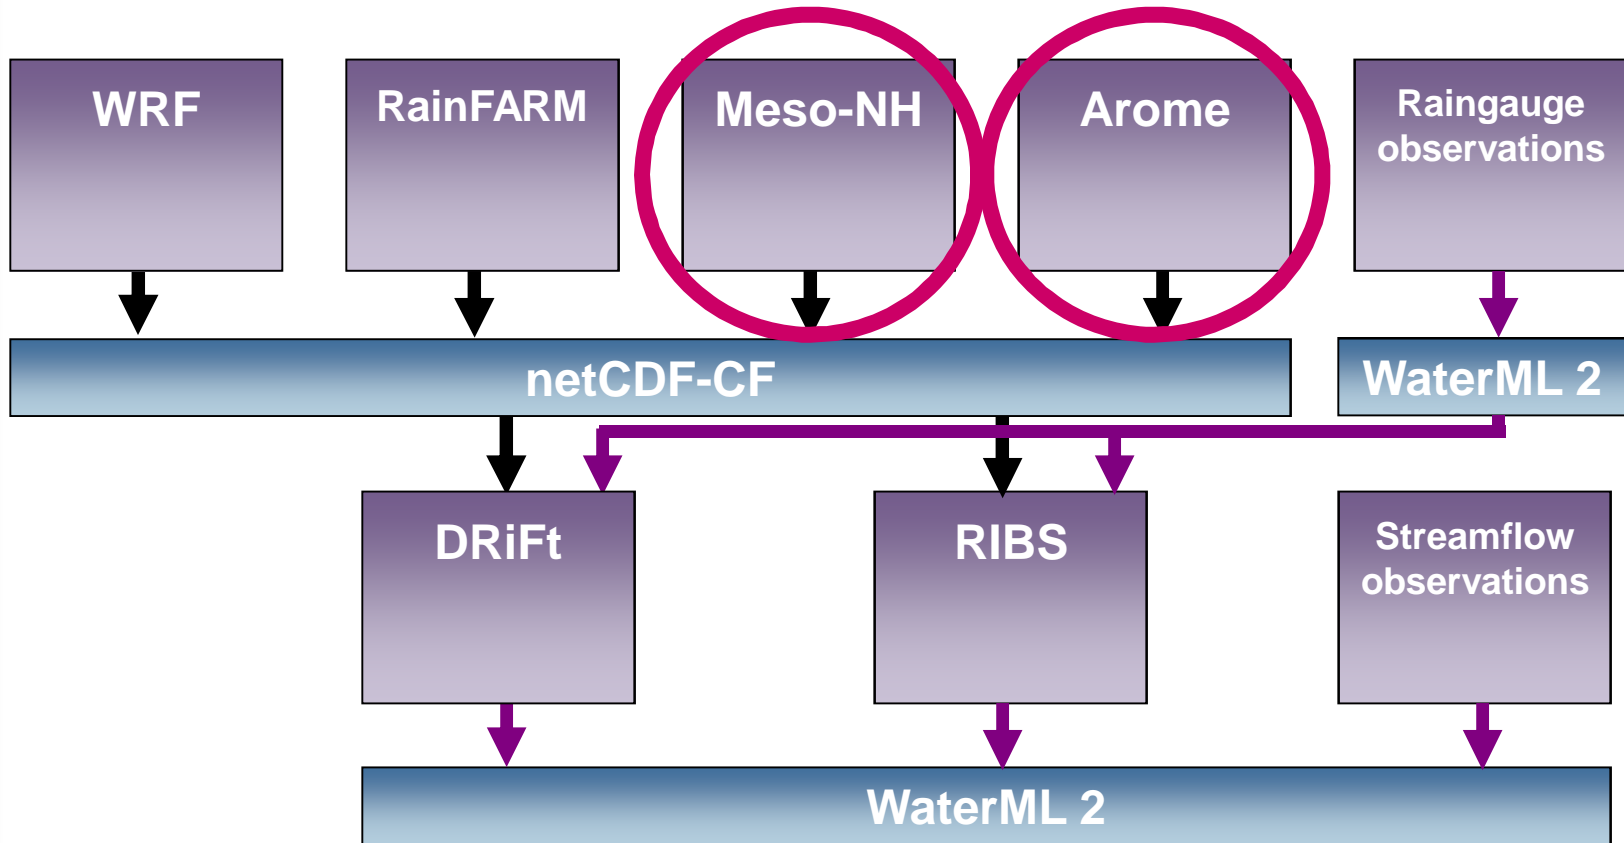 WRF
RainFARM
Meso-NH
Arome
Raingauge
observations
netCDF-CF
WaterML 2
DRiFt
RIBS
Streamflow
observations
WaterML 2